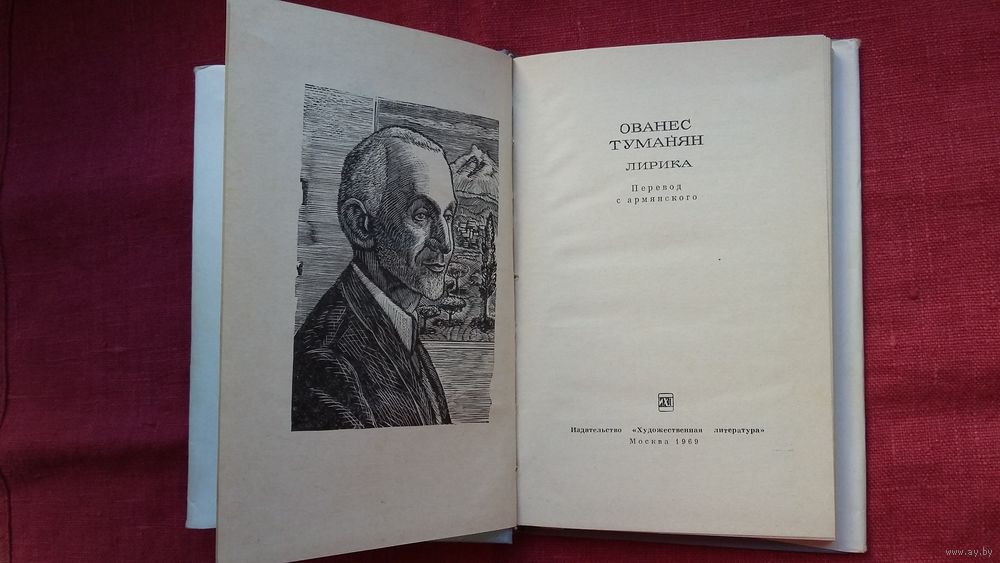 ОВАНЕС
ТУМАНЯН
ЛИРИКА
Перевод
с армянского
Издательство «Художественная литература»
Москва 1969
www.ay.by